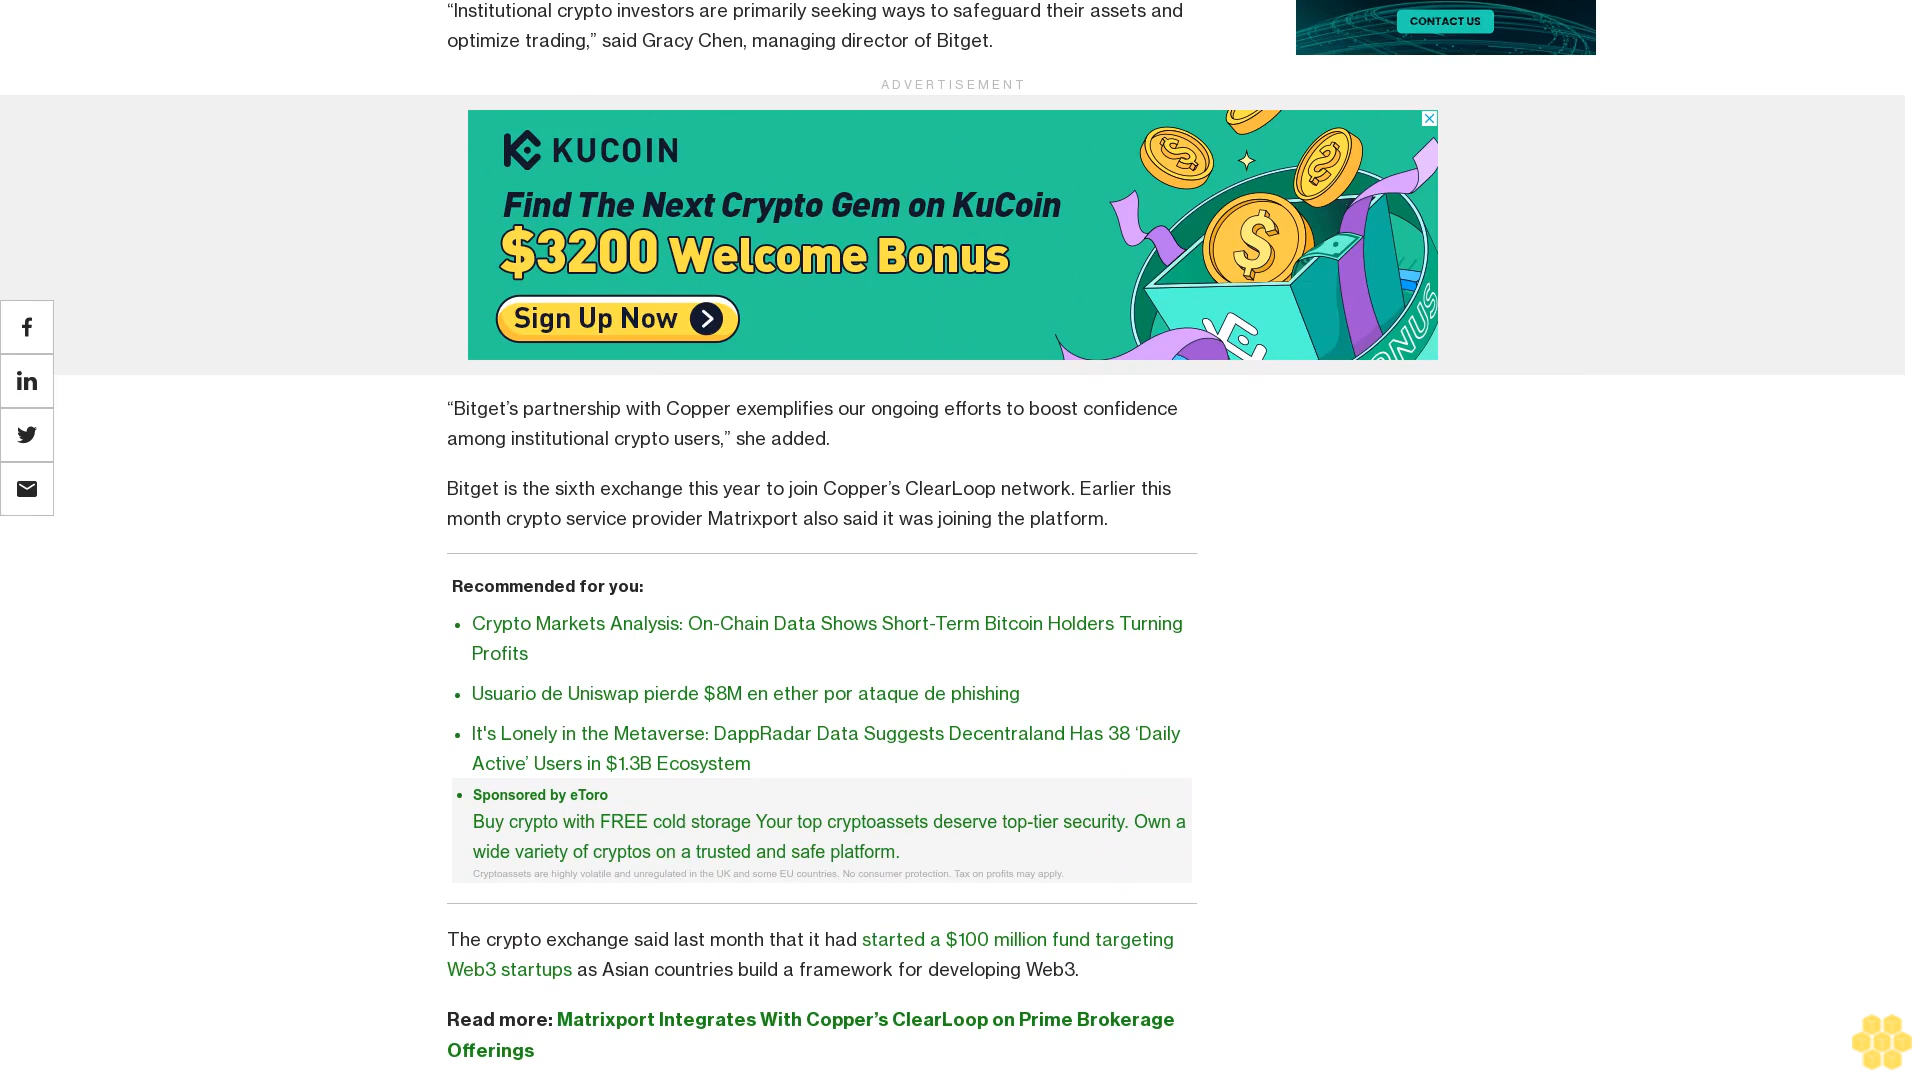 “Institutional crypto investors are primarily seeking ways to safeguard their assets and
optimize trading,” said Gracy Chen, managing director of Bitget.
CONTACT US
ADVERTISEMENT
KUCOIN
Find The Next Crypto Gem on KuCoin
$3200 Welcome Bonus
Sign Up Now
BONUS
“Bitget’s partnership with Copper exemplifies our ongoing efforts to boost confidence
among institutional crypto users,” she added.
Bitget is the sixth exchange this year to join Copper’s ClearLoop network. Earlier this
month crypto service provider Matrixport also said it was joining the platform.
Recommended for you:
• Crypto Markets Analysis: On-Chain Data Shows Short-Term Bitcoin Holders Turning
Profits
• Usuario de Uniswap pierde $8M en ether por ataque de phishing
• It's Lonely in the Metaverse: DappRadar Data Suggests Decentraland Has 38 ‘Daily
Active’ Users in $1.3B Ecosystem
• Sponsored by eToro
Buy crypto with FREE cold storage Your top cryptoassets deserve top-tier security. Own a
wide variety of cryptos on a trusted and safe platform.
Cryptoassets are highly volatile and unregulated in the UK and some EU countries. No consumer protection. Tax on profits may apply.
The crypto exchange said last month that it had started a $100 million fund targeting
Web3 startups as Asian countries build a framework for developing Web3.
Read more: Matrixport Integrates With Copper’s ClearLoop on Prime Brokerage
Offerings